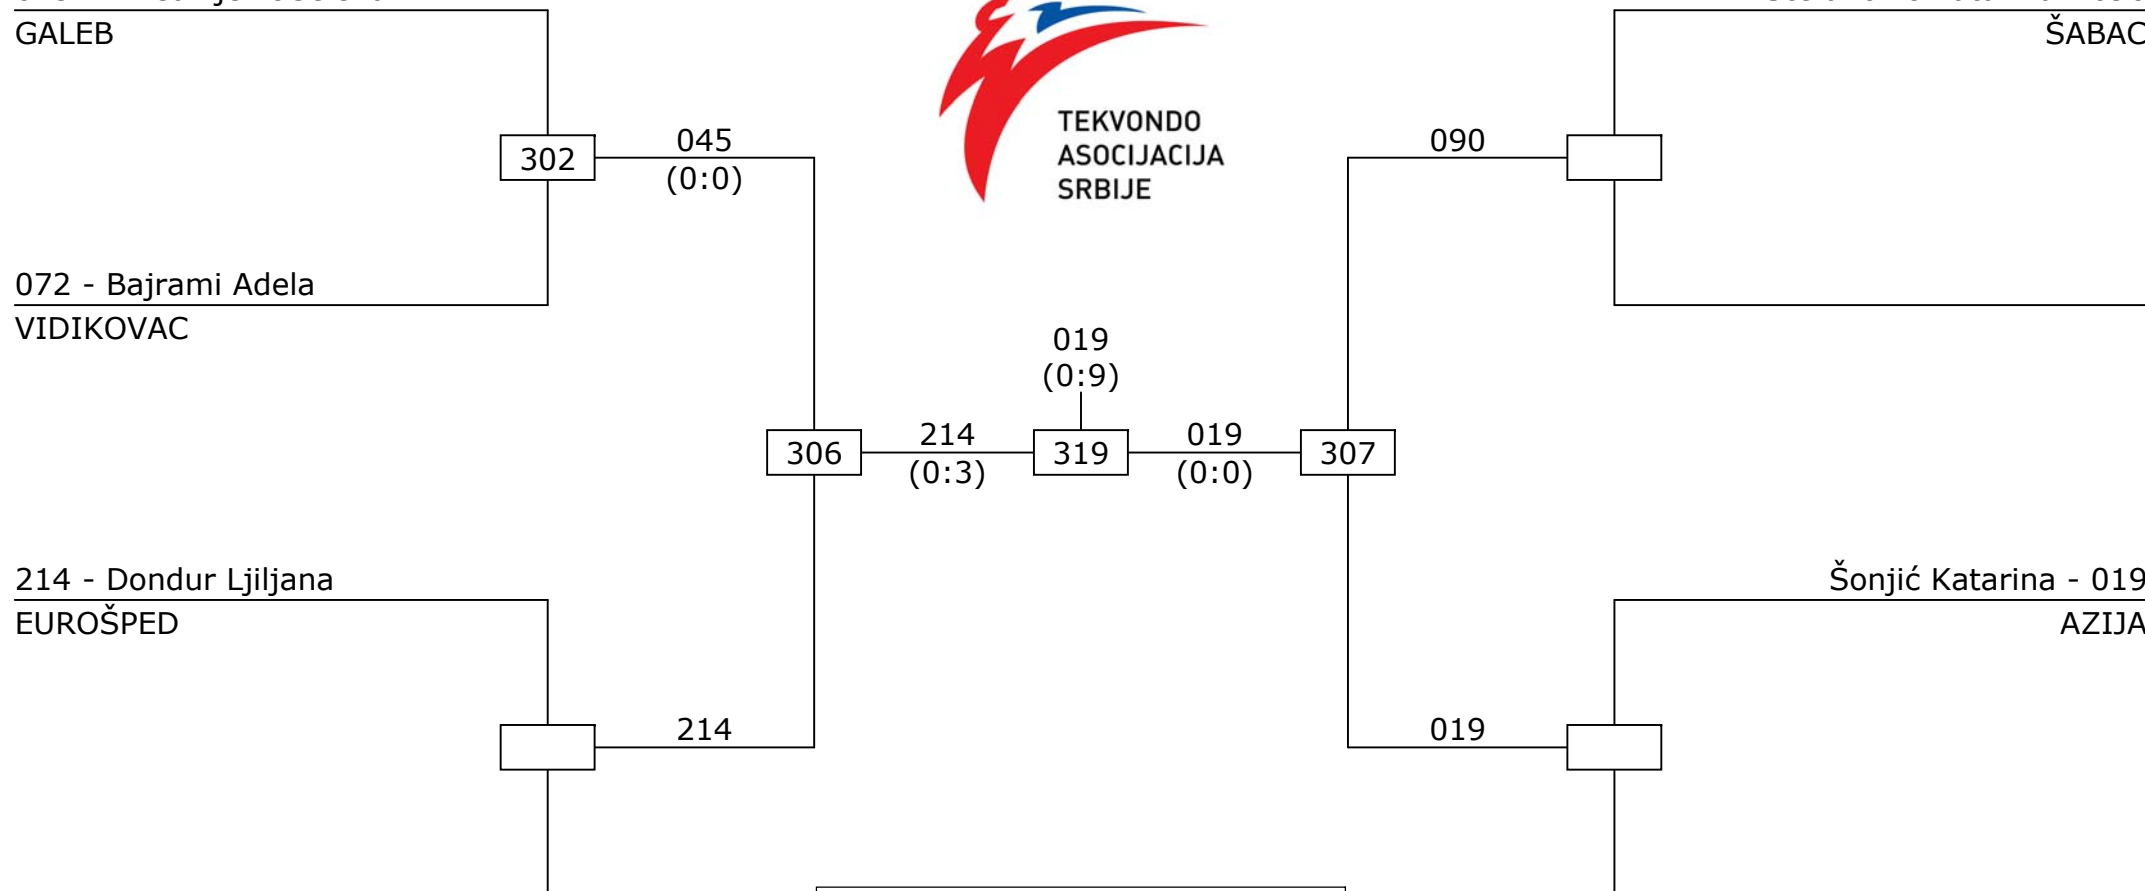 GALEB
ŠABAC
TEKVONDO
ASOCIJACIJA
SRBIJE
302
045
(0:0)
090
072 - Bajrami Adela
VIDIKOVAC
019
(0:9)
306
214
(0:3)
319
019
(0:0)
307
214 - Dondur Ljiljana
EUROŠPED
Šonjić Katarina - 019
AZIJA
214
019